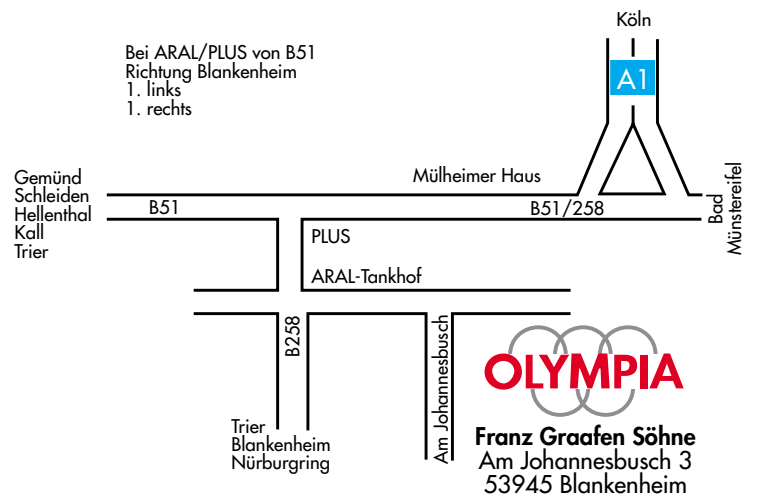 Köln
A1
Bei ARAL/PLUS von B51
Richtung Blankenheim
1. links
1. rechts
Gemünd
Schleiden
Hellenthal
Kall
Trier
B51
Mülheimer Haus
B51/258
Bad
Münstereifel
PLUS
ARAL-Tankhof
B258
Am Johannesbusch
Trier
Blankenheim
Nürburgring
OLYMPIA
Franz Graafen Söhne
Am Johannesbusch 3
53945 Blankenheim